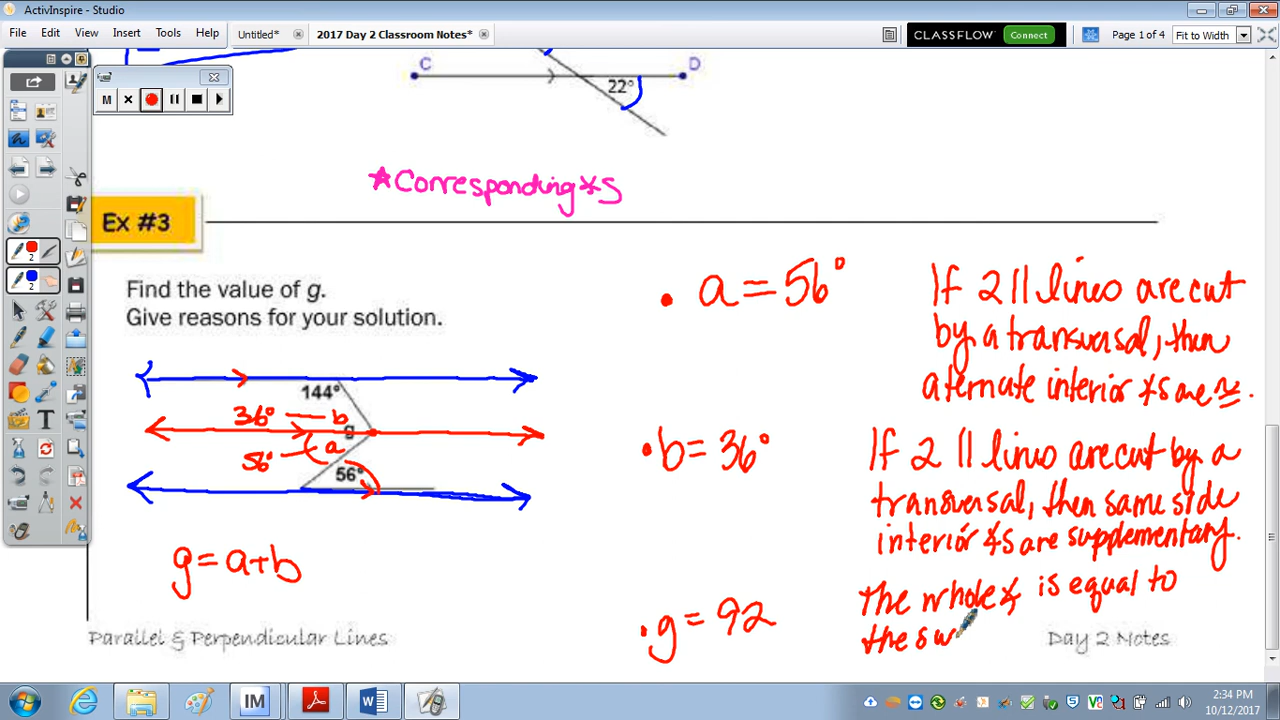 ActivInspire - Studio
File Edit View Insert Tools Help Untitled* 2017 Day 2 Classroom Notes* CLASSFLOW Connect Page 1 of 4 Fit to Width
M
C D
22°
★Corresponding ∡s
Ex #3
Find the value of g.
Give reasons for your solution.
144°
36° b
g
56° a
56°
g = a+b
• a = 56°
If 2 || lines are cut
by a transversal, then
aternate interior ∡s are ≅.
• b = 36°
If 2 || lines are cut by a
transversal, then same side
interior ∡s are supplementary.
• g = 92
the whole ∡ is equal to
the su
Parallel & Perpendicular Lines
Day 2 Notes
2
2
T
IM
W
2:34 PM
10/12/2017